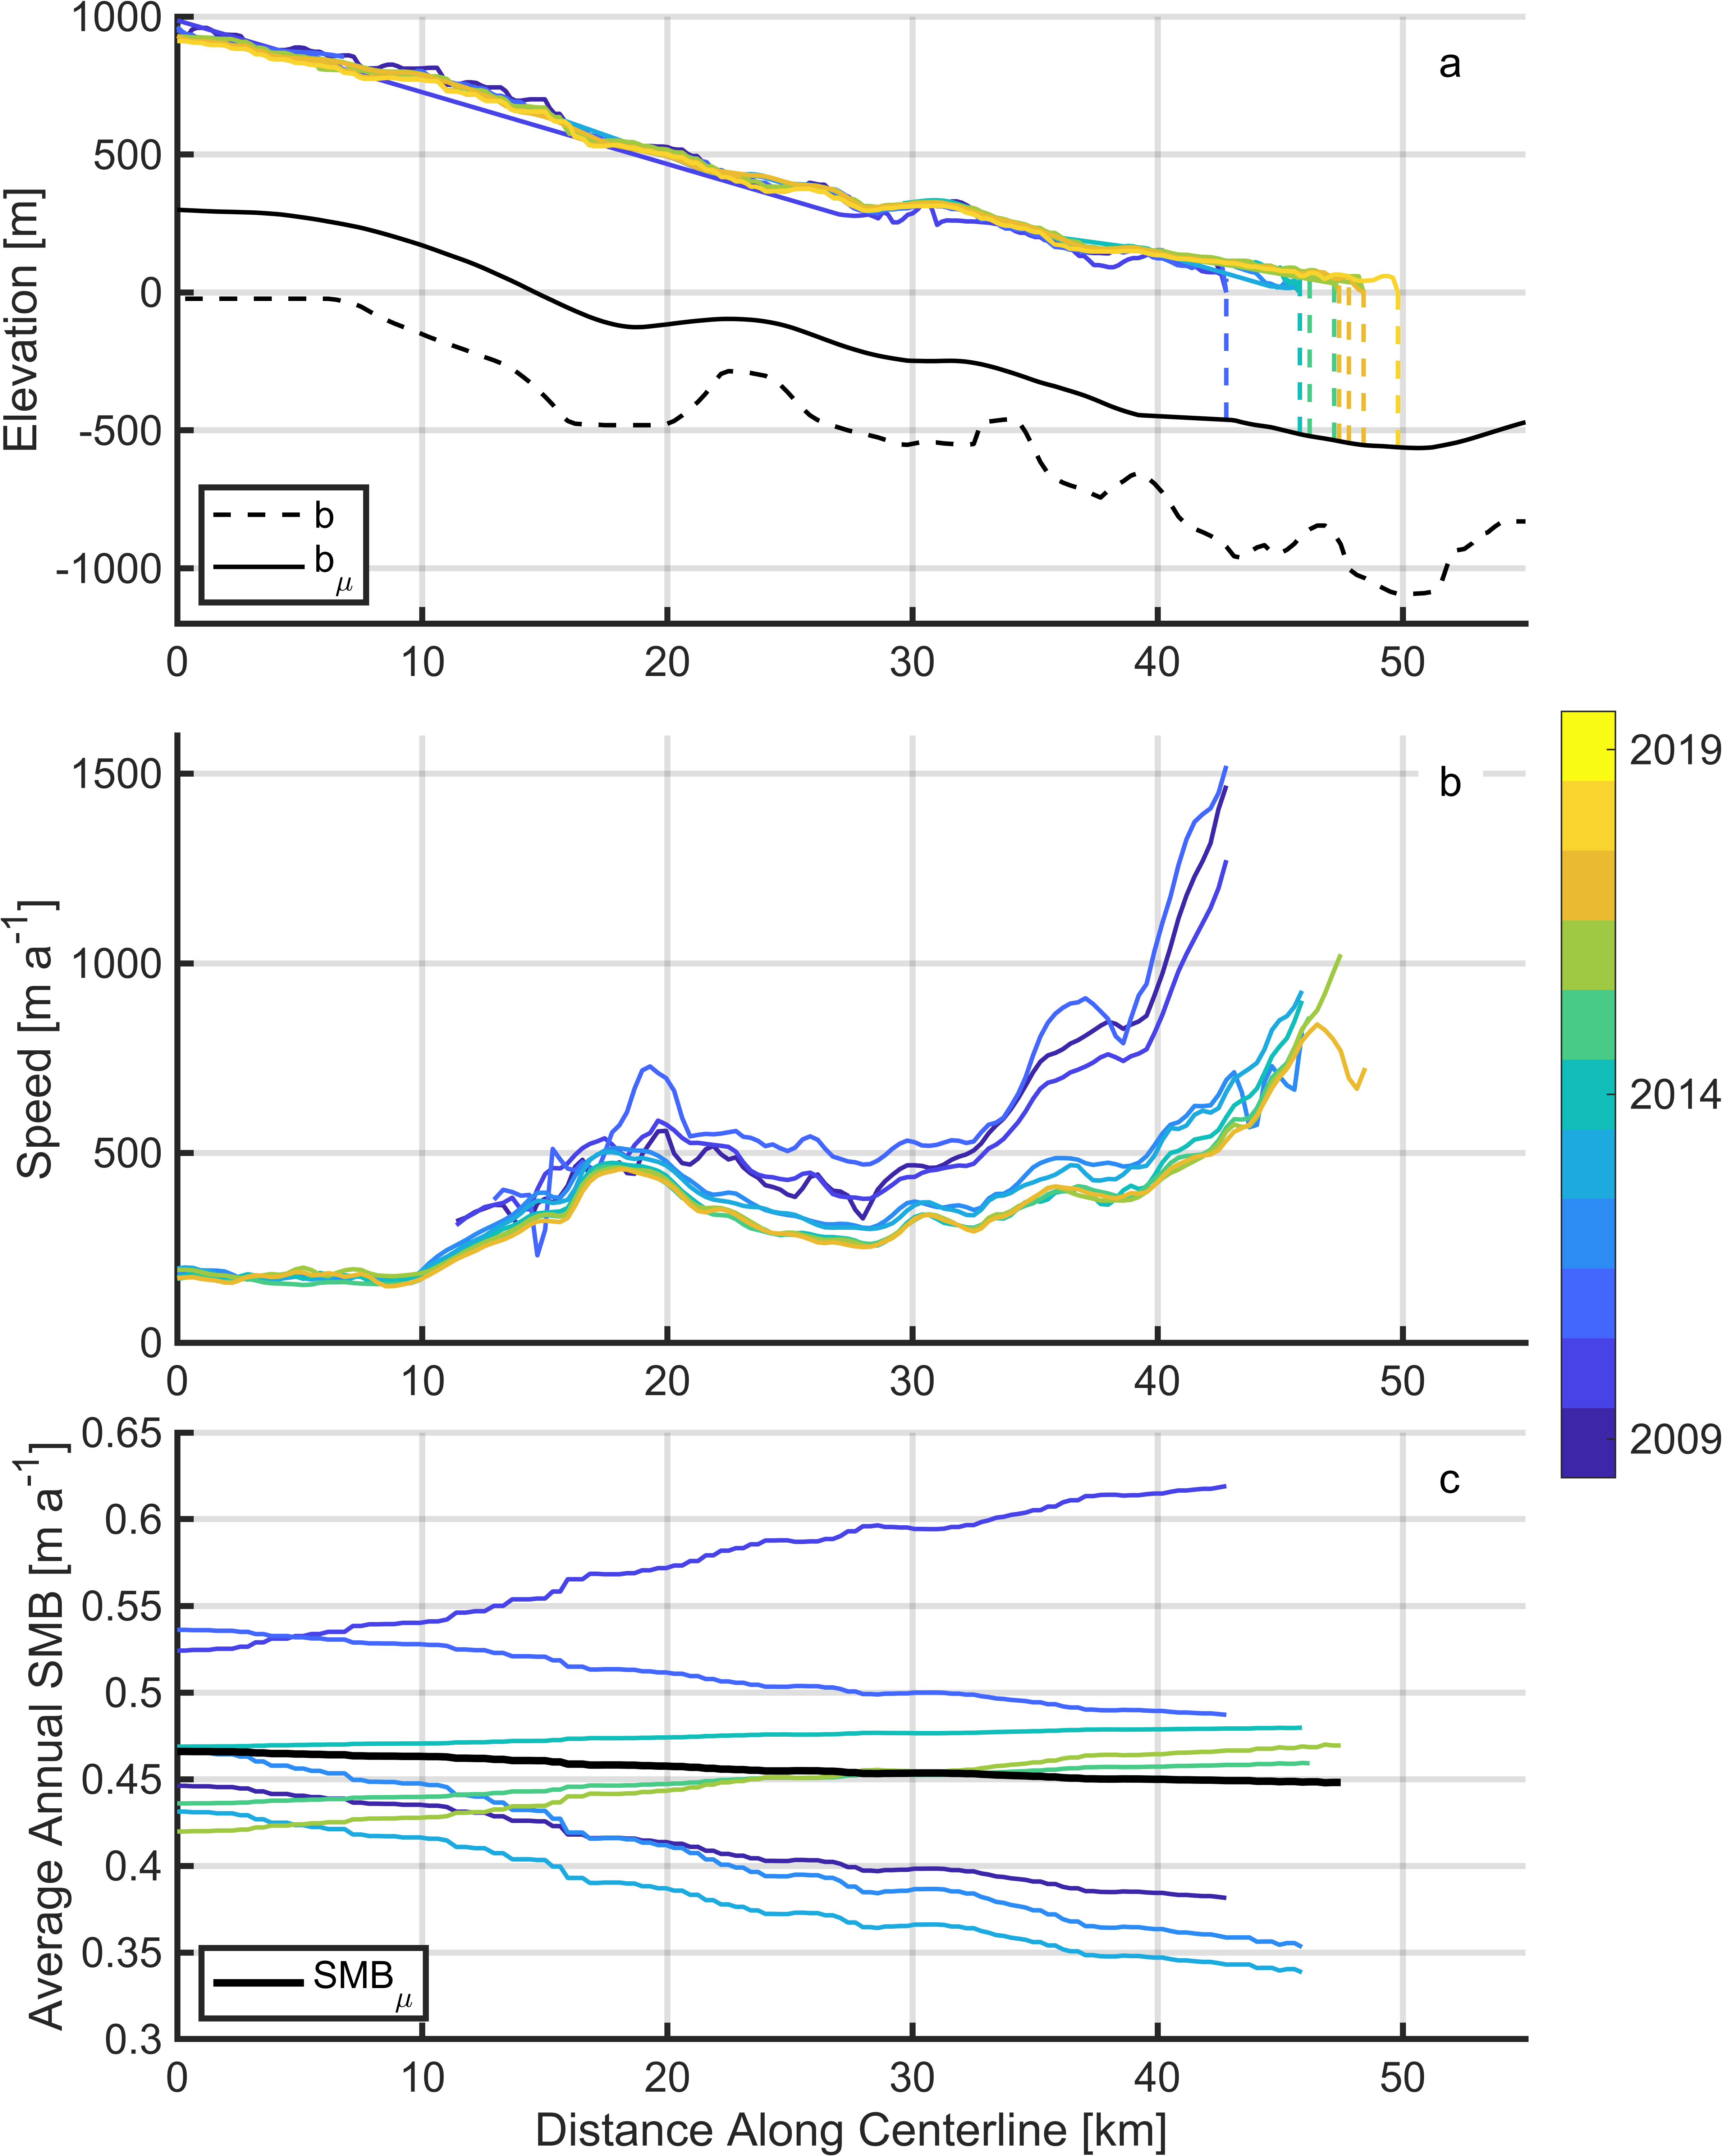 1000
500
0
-500
-1000
Elevation [m]
a
b
bμ
0 10 20 30 40 50
1500
1000
500
0
Speed [m a-1]
b
0 10 20 30 40 50
2019
2014
2009
0.65
0.6
0.55
0.5
0.45
0.4
0.35
0.3
Average Annual SMB [m a-1]
c
SMBμ
0 10 20 30 40 50
Distance Along Centerline [km]